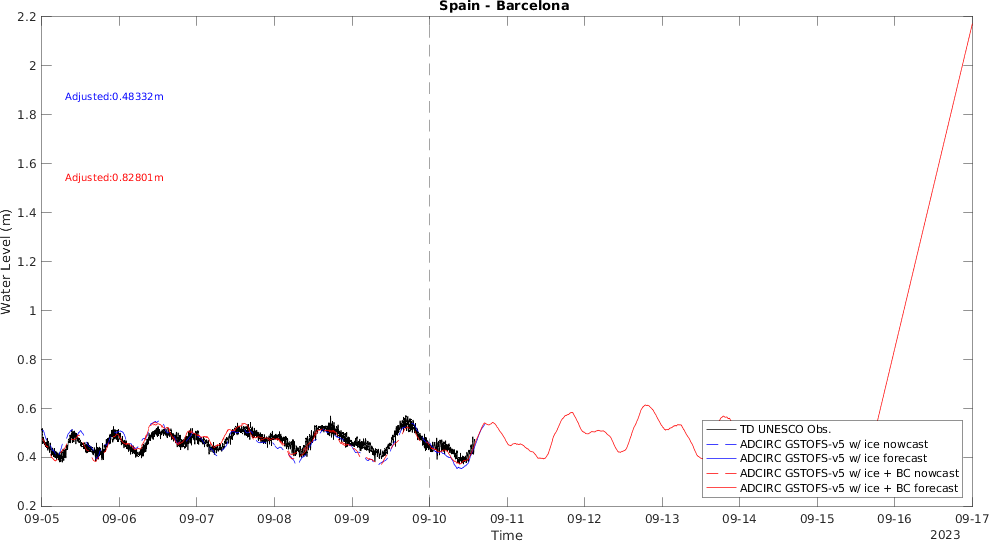 Spain - Barcelona
2.2
2
1.8
1.6
1.4
1.2
1
0.8
0.6
0.4
0.2
Water Level (m)
Adjusted:0.48332m
Adjusted:0.82801m
TD UNESCO Obs.
ADCIRC GSTOFS-v5 w/ ice nowcast
ADCIRC GSTOFS-v5 w/ ice forecast
ADCIRC GSTOFS-v5 w/ ice + BC nowcast
ADCIRC GSTOFS-v5 w/ ice + BC forecast
09-05 09-06 09-07 09-08 09-09 09-10 09-11 09-12 09-13 09-14 09-15 09-16 09-17
Time
2023